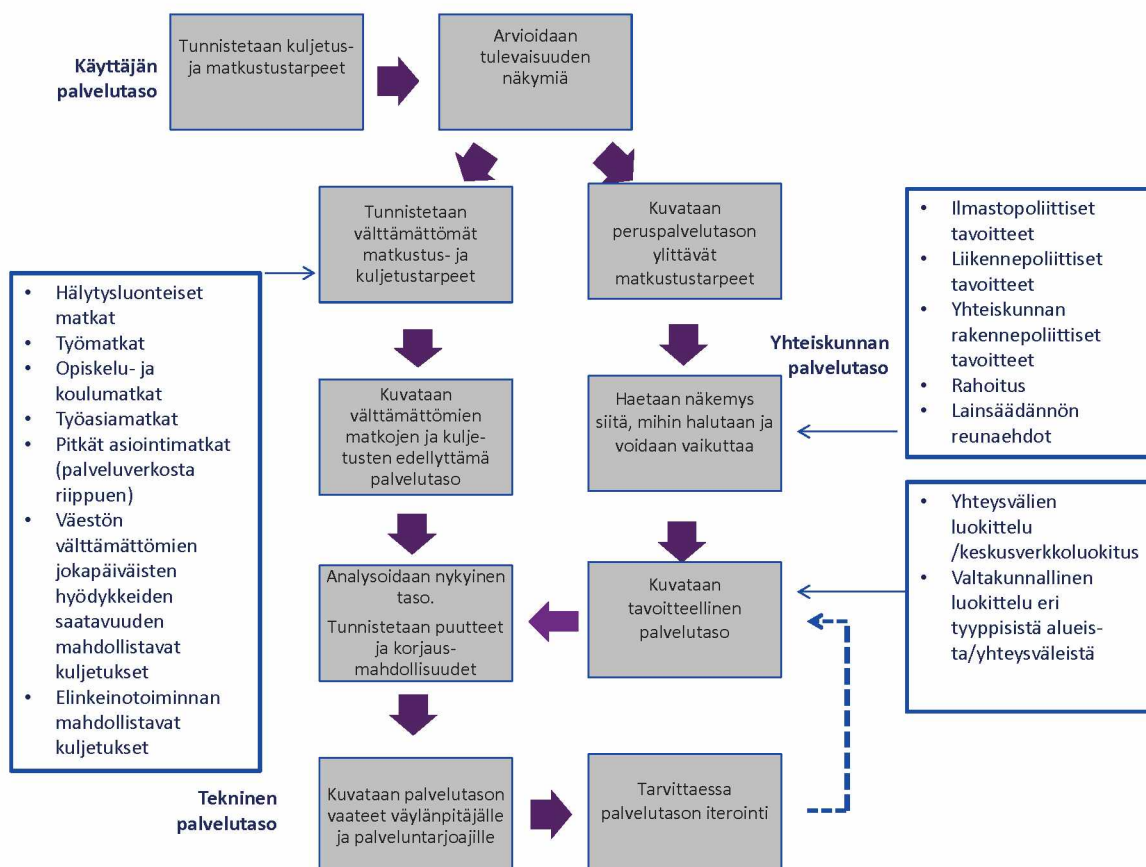 Käyttäjän
palvelutaso
Tunnistetaan kuljetus-
ja matkustustarpeet
Arvioidaan
tulevaisuuden
näkymiä
Tunnistetaan
välttämättömät
matkustus- ja
kuljetustarpeet
Kuvataan
peruspalvelutason
ylittävät
matkustustarpeet
• Hälytysluonteiset
matkat
• Työmatkat
• Opiskelu- ja
koulumatkat
• Työasiamatkat
• Pitkät asiointimatkat
(palveluverkosta
riippuen)
• Väestön
välttämättömien
jokapäiväisten
hyödykkeiden
saatavuuden
mahdollistavat
kuljetukset
• Elinkeinotoiminnan
mahdollistavat
kuljetukset
• Ilmastopoliittiset
tavoitteet
• Liikennepoliittiset
tavoitteet
• Yhteiskunnan
rakennepoliittiset
tavoitteet
• Rahoitus
• Lainsäädännön
reunaehdot
Yhteiskunnan
palvelutaso
Kuvataan
välttämättömien
matkojen ja kulje-
tusten edellyttämä
palvelutaso
Haetaan näkemys
siitä, mihin halutaan ja
voidaan vaikuttaa
• Yhteysvälien
luokittelu
/keskusverkkoluokitus
• Valtakunnallinen
luokittelu eri
tyyppisistä alueis-
ta/yhteysväleistä
Analysoidaan nykyinen
taso.
Tunnistetaan puutteet
ja korjaus-
mahdollisuudet
Kuvataan
tavoitteellinen
palvelutaso
Tekninen
palvelutaso
Kuvataan palvelutason
vaateet väylänpitäjälle
ja palveluntarjoajille
Tarvittaessa
palvelutason iterointi